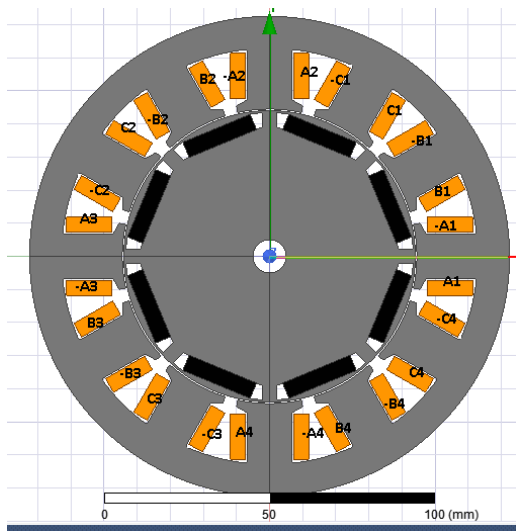 B2 -A2 A2 -C1
C2 -B2 C1 -B1
-C2 B1
A3 -A1
-A3 A1
B3 -C4
-B3 C4
C3 -B4
-C3 A4 -A4 B4
0 50 100 (mm)